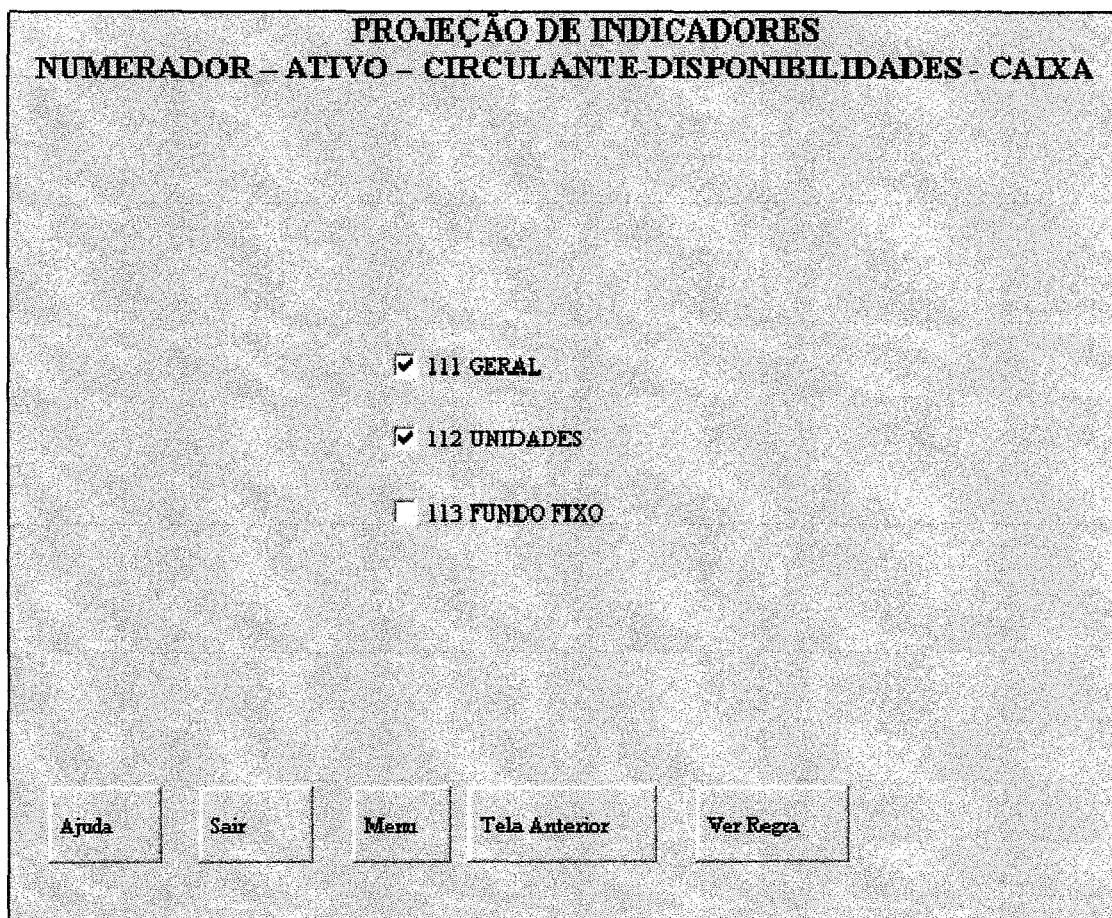 PROJEÇÃO DE INDICADORES
NUMERADOR – ATIVO – CIRCULANTE-DISPONIBILIDADES - CAIXA
111 GERAL
112 UNIDADES
113 FUNDO FIXO
Ajuda Sair Menu Tela Anterior Ver Regra